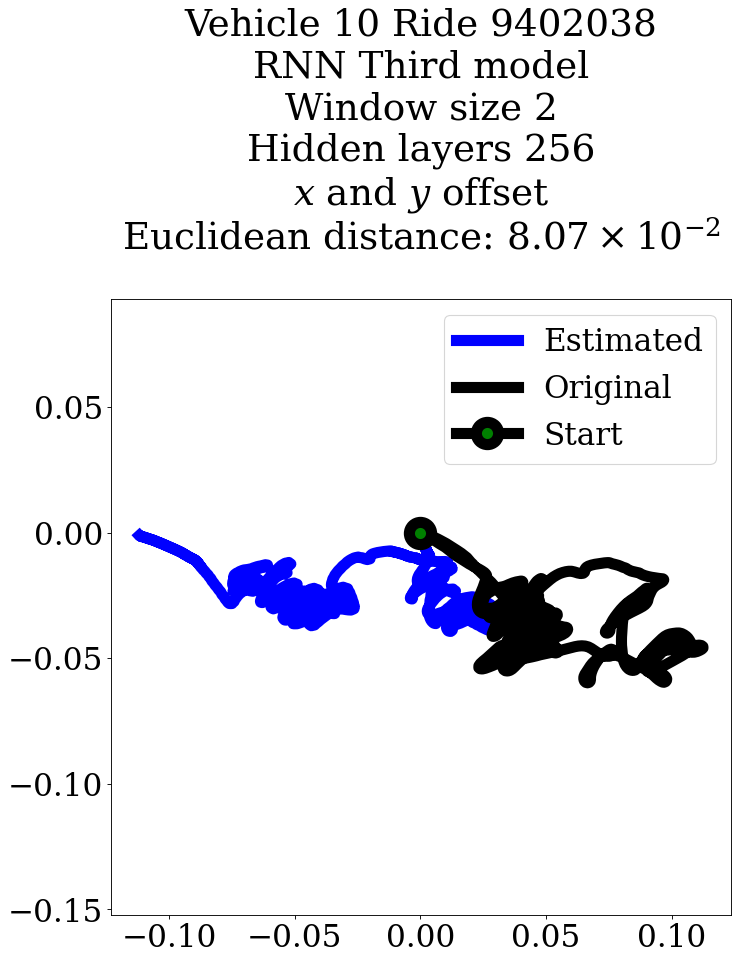 Vehicle 10 Ride 9402038
RNN Third model
Window size 2
Hidden layers 256
x and y offset
Euclidean distance: 8.07 × 10⁻²
Estimated
Original
Start
0.05
0.00
−0.05
−0.10
−0.15
−0.10 −0.05 0.00 0.05 0.10